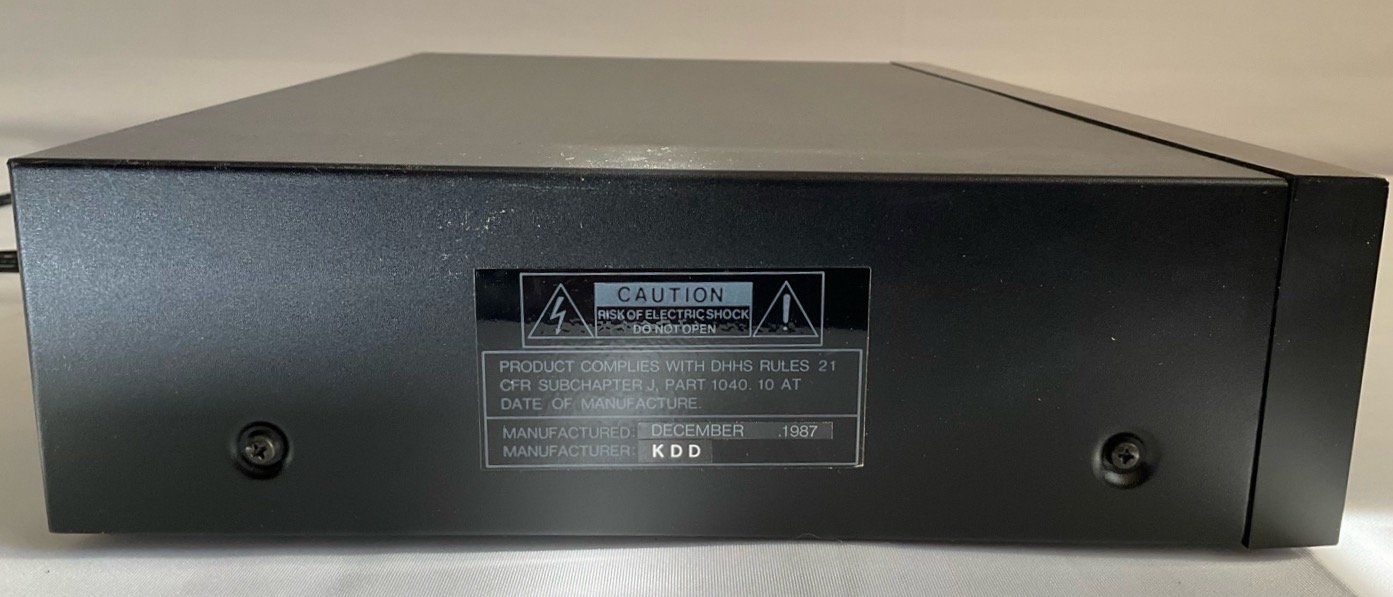 CAUTION
RISK OF ELECTRIC SHOCK
DO NOT OPEN
PRODUCT COMPLIES WITH DHHS RULES 21
CFR SUBCHAPTER J, PART 1040. 10 AT
DATE OF MANUFACTURE.
MANUFACTURED: DECEMBER .1987
MANUFACTURER: KDD